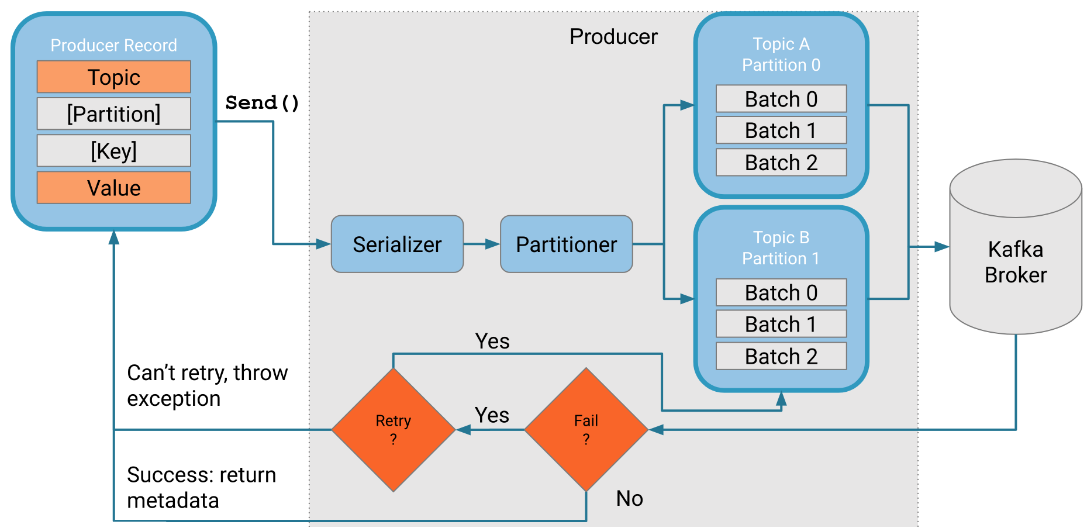 Producer Record
Topic
[Partition]
[Key]
Value
Send()
Producer
Topic A
Partition 0
Batch 0
Batch 1
Batch 2
Serializer
Partitioner
Topic B
Partition 1
Batch 0
Batch 1
Batch 2
Kafka
Broker
Yes
Can't retry, throw
exception
Retry
?
Yes
Fail
?
Success: return
metadata
No